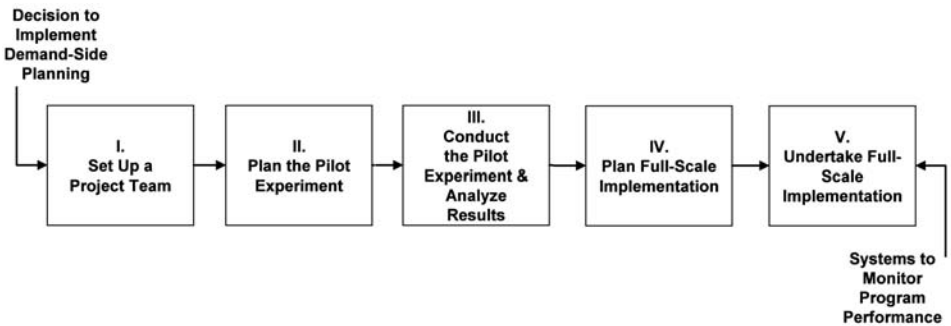 Decision to
Implement
Demand-Side
Planning
I.
Set Up a
Project Team
II.
Plan the Pilot
Experiment
III.
Conduct
the Pilot
Experiment &
Analyze
Results
IV.
Plan Full-Scale
Implementation
V.
Undertake Full-
Scale
Implementation
Systems to
Monitor
Program
Performance